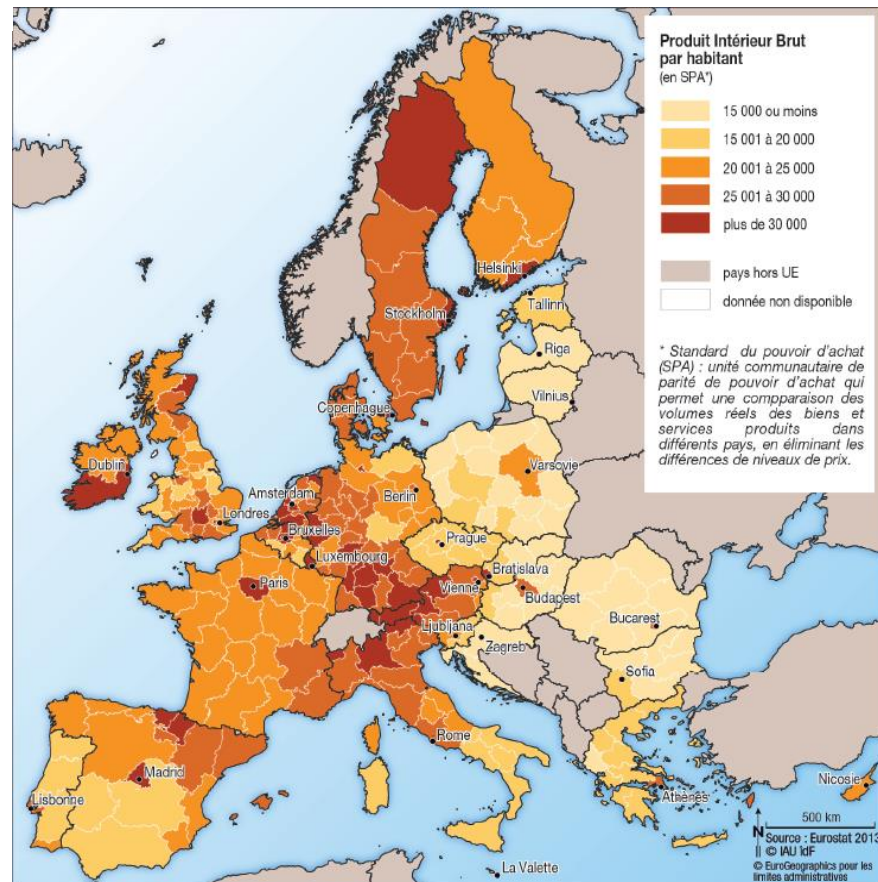 Produit Intérieur Brut
par habitant
(en SPA*)
15 000 ou moins
15 001 à 20 000
20 001 à 25 000
25 001 à 30 000
plus de 30 000
pays hors UE
donnée non disponible
* Standard du pouvoir d'achat
(SPA) : unité communautaire de
parité de pouvoir d'achat qui
permet une compparaison des
volumes réels des biens et
services produits dans
différents pays, en éliminant les
différences de niveaux de prix.
Helsinki
Tallinn
Stockholm
Riga
Vilnius
Copenhague
Dublin
Amsterdam
Berlin
Varsovie
Londres
Bruxelles
Prague
Luxembourg
Paris
Bratislava
Vienne
Budapest
Ljubljana
Zagreb
Bucarest
Sofia
Rome
Madrid
Lisbonne
Athènes
Nicosie
La Valette
500 km
N
Source : Eurostat 2013
© IAU îdF
© EuroGeographics pour les
limites administratives